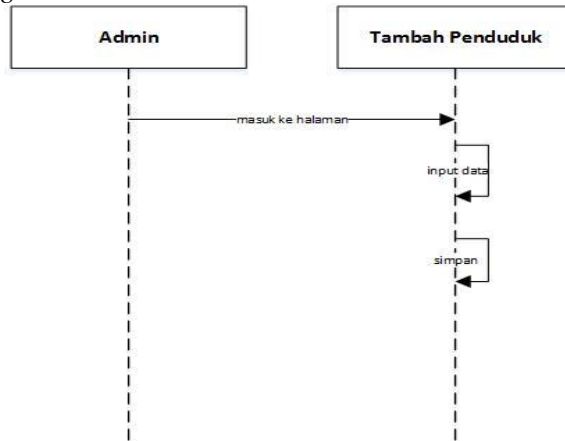 g
Admin
Tambah Penduduk
masuk ke halaman
input data
simpan